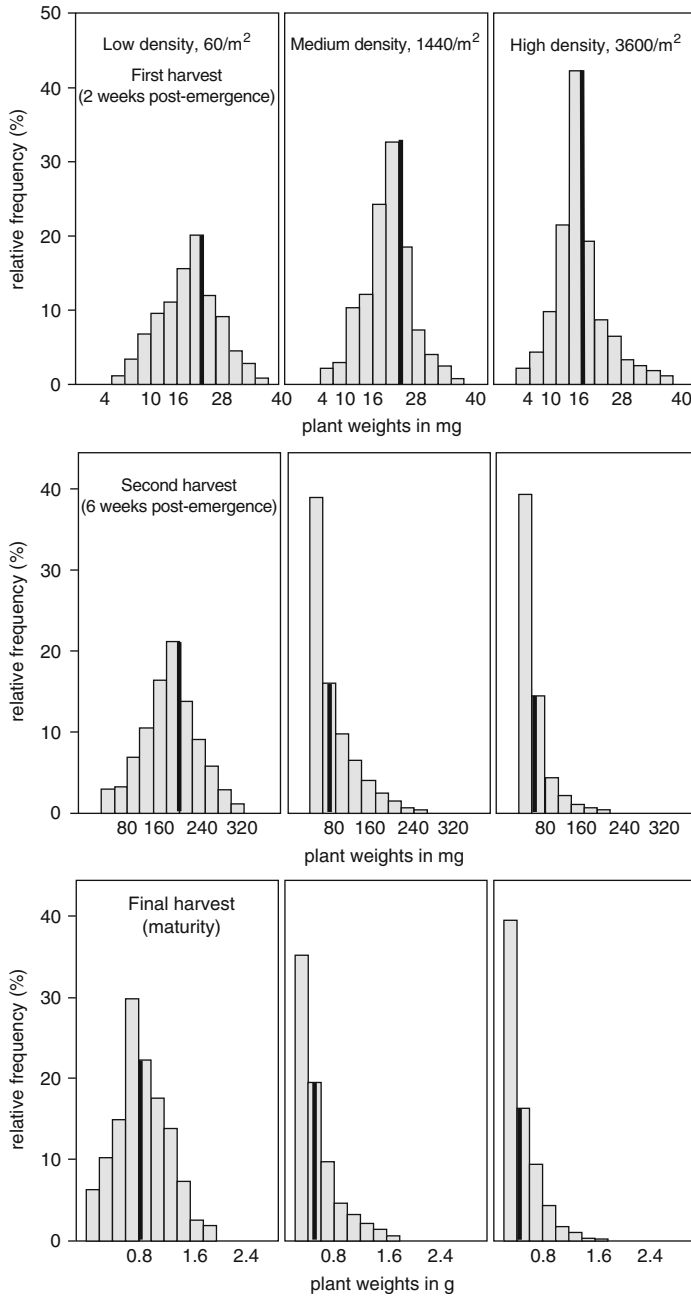 50
40
30
20
10
0
relative frequency (%)
Low density, 60/m²
First harvest
(2 weeks post-emergence)
Medium density, 1440/m²
High density, 3600/m²
4 10 16 28 40
4 10 16 28 40
4 10 16 28 40
plant weights in mg
40
30
20
10
0
relative frequency (%)
Second harvest
(6 weeks post-emergence)
80 160 240 320
80 160 240 320
80 160 240 320
plant weights in mg
40
30
20
10
0
relative frequency (%)
Final harvest
(maturity)
0.8 1.6 2.4
0.8 1.6 2.4
0.8 1.6 2.4
plant weights in g